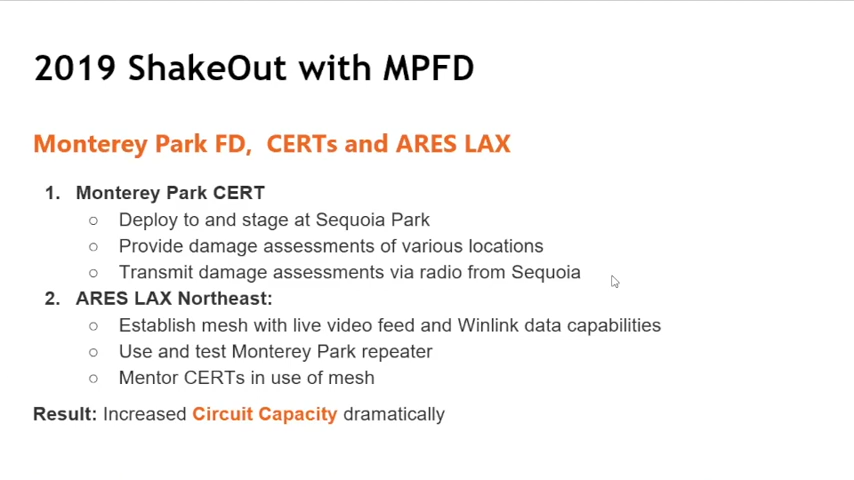 2019 ShakeOut with MPFD
Monterey Park FD, CERTs and ARES LAX
1. Monterey Park CERT
○ Deploy to and stage at Sequoia Park
○ Provide damage assessments of various locations
○ Transmit damage assessments via radio from Sequoia
2. ARES LAX Northeast:
○ Establish mesh with live video feed and Winlink data capabilities
○ Use and test Monterey Park repeater
○ Mentor CERTs in use of mesh
Result: Increased Circuit Capacity dramatically